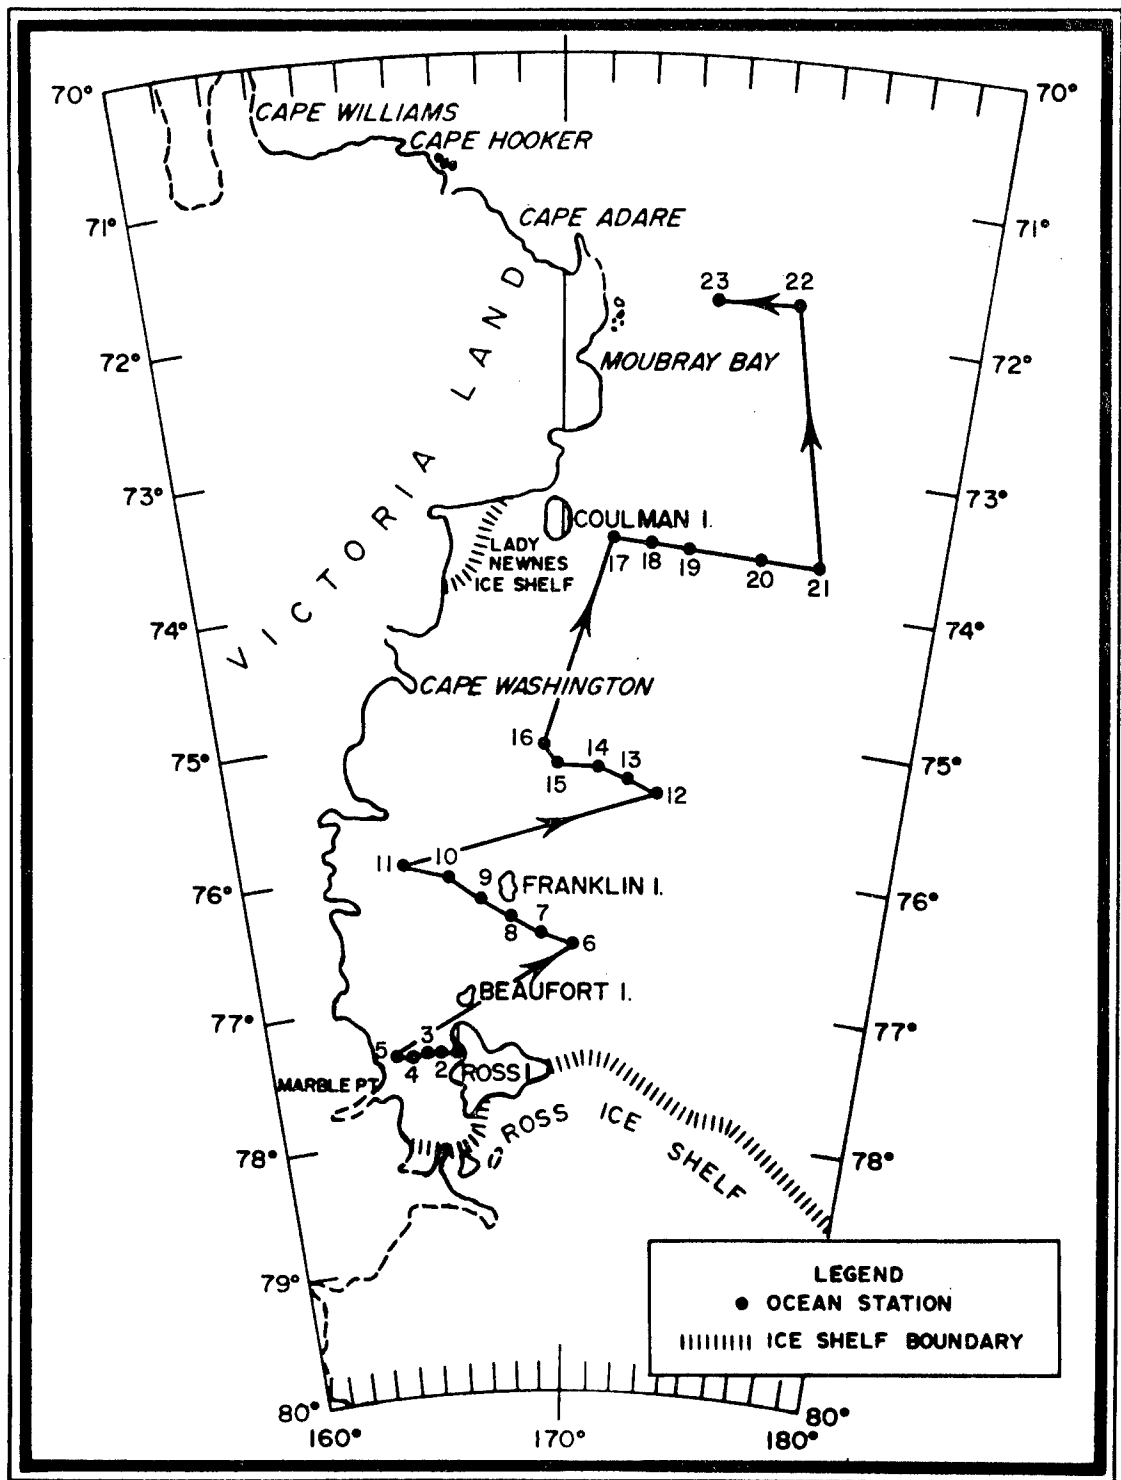 70°
70°
CAPE WILLIAMS
CAPE HOOKER
71°
CAPE ADARE
71°
23
22
72°
MOUBRAY BAY
72°
VICTORIA LAND
73°
73°
COULMAN I.
LADY
NEWNES
ICE SHELF
17
18
19
20
21
74°
74°
CAPE WASHINGTON
16
15
14
13
12
75°
75°
11
10
9
FRANKLIN I.
76°
76°
8
7
6
BEAUFORT I.
77°
77°
5
4
3
2
1
ROSS I.
MARBLE PT.
ROSS ICE SHELF
78°
78°
79°
LEGEND
OCEAN STATION
ICE SHELF BOUNDARY
80°
80°
160°
170°
180°